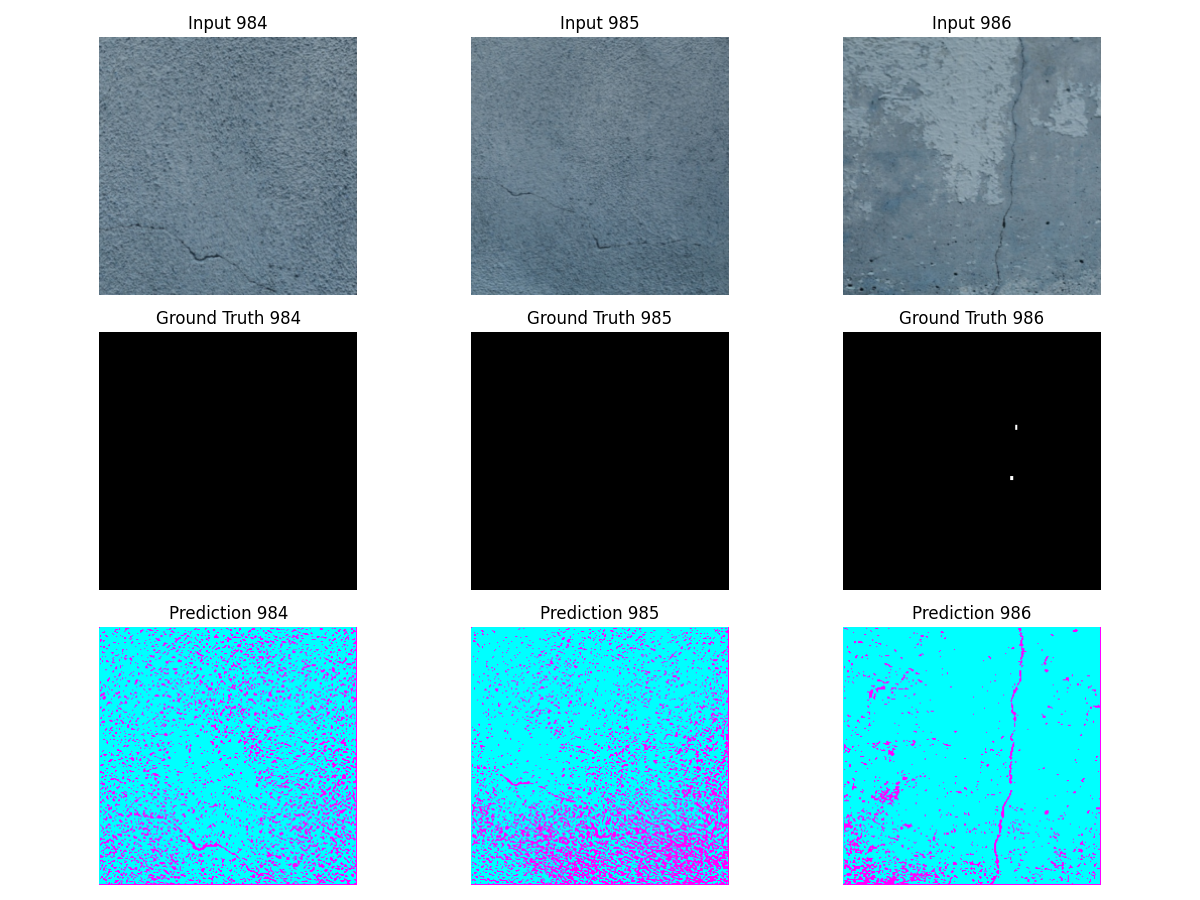 Input 984
Input 985
Input 986
Ground Truth 984
Ground Truth 985
Ground Truth 986
Prediction 984
Prediction 985
Prediction 986